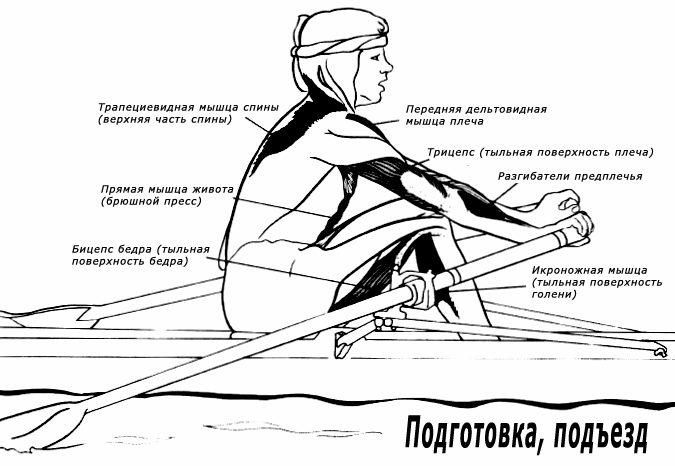 Трапециевидная мышца спины
(верхняя часть спины)
Передняя дельтовидная
мышца плеча
Трицепс (тыльная поверхность плеча)
Разгибатели предплечья
Прямая мышца живота
(брюшной пресс)
Бицепс бедра (тыльная
поверхность бедра)
Икроножная мышца
(тыльная поверхность
голени)
Подготовка, подъезд